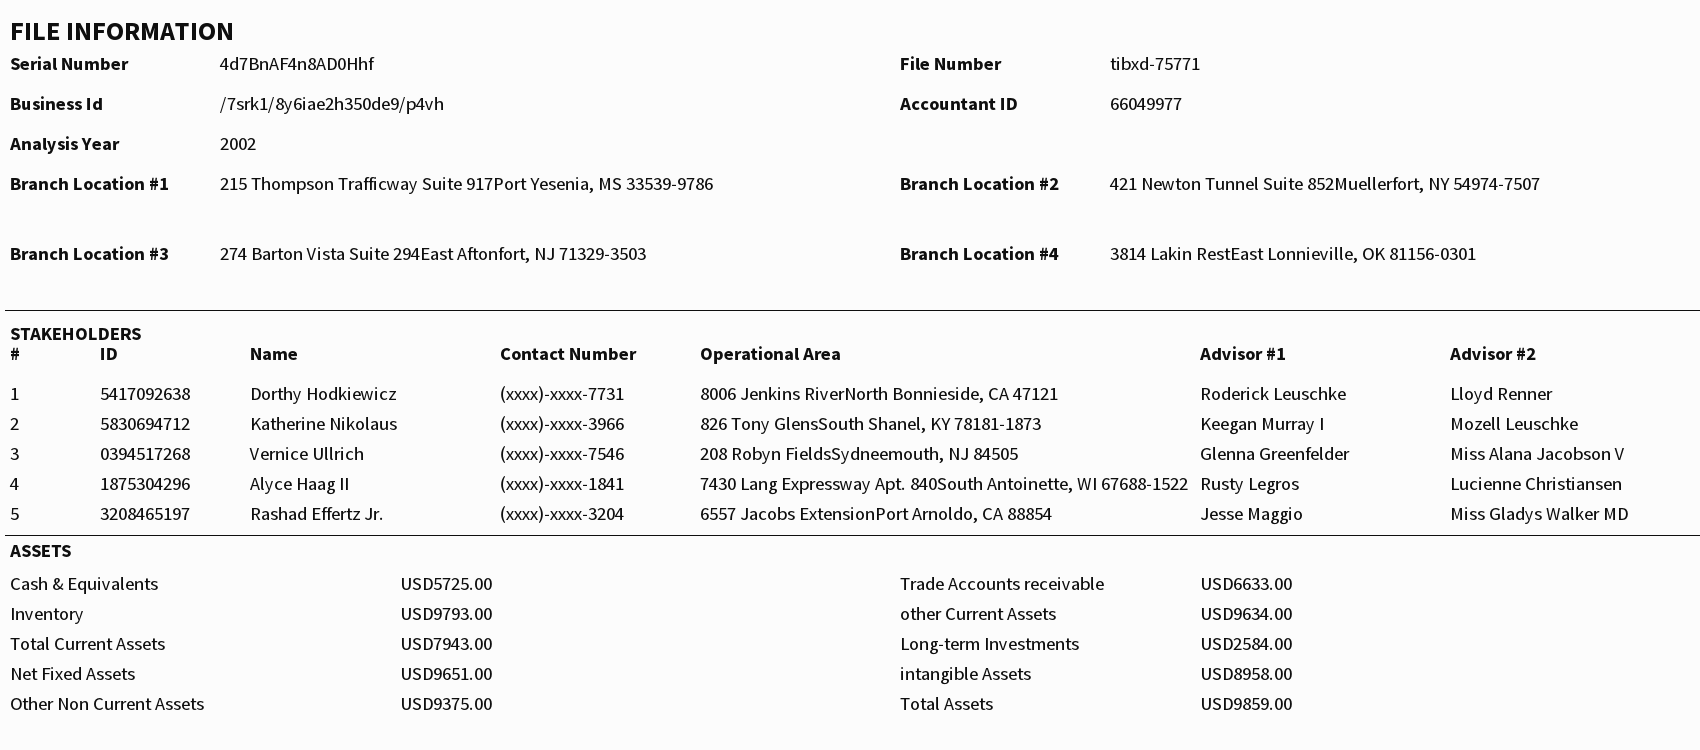 FILE INFORMATION
Serial Number 4d7BnAF4n8AD0Hhf File Number tibxd-75771
Business Id /7srk1/8y6iae2h350de9/p4vh Accountant ID 66049977
Analysis Year 2002
Branch Location #1 215 Thompson Trafficway Suite 917Port Yesenia, MS 33539-9786 Branch Location #2 421 Newton Tunnel Suite 852Muellerfort, NY 54974-7507
Branch Location #3 274 Barton Vista Suite 294East Aftonfort, NJ 71329-3503 Branch Location #4 3814 Lakin RestEast Lonnieville, OK 81156-0301
STAKEHOLDERS
# ID Name Contact Number Operational Area Advisor #1 Advisor #2
1 5417092638 Dorthy Hodkiewicz (xxxx)-xxxx-7731 8006 Jenkins RiverNorth Bonnieside, CA 47121 Roderick Leuschke Lloyd Renner
2 5830694712 Katherine Nikolaus (xxxx)-xxxx-3966 826 Tony GlensSouth Shanel, KY 78181-1873 Keegan Murray I Mozell Leuschke
3 0394517268 Vernice Ullrich (xxxx)-xxxx-7546 208 Robyn FieldsSydneemouth, NJ 84505 Glenna Greenfelder Miss Alana Jacobson V
4 1875304296 Alyce Haag II (xxxx)-xxxx-1841 7430 Lang Expressway Apt. 840South Antoinette, WI 67688-1522 Rusty Legros Lucienne Christiansen
5 3208465197 Rashad Effertz Jr. (xxxx)-xxxx-3204 6557 Jacobs ExtensionPort Arnoldo, CA 88854 Jesse Maggio Miss Gladys Walker MD
ASSETS
Cash & Equivalents USD5725.00 Trade Accounts receivable USD6633.00
Inventory USD9793.00 other Current Assets USD9634.00
Total Current Assets USD7943.00 Long-term Investments USD2584.00
Net Fixed Assets USD9651.00 intangible Assets USD8958.00
Other Non Current Assets USD9375.00 Total Assets USD9859.00